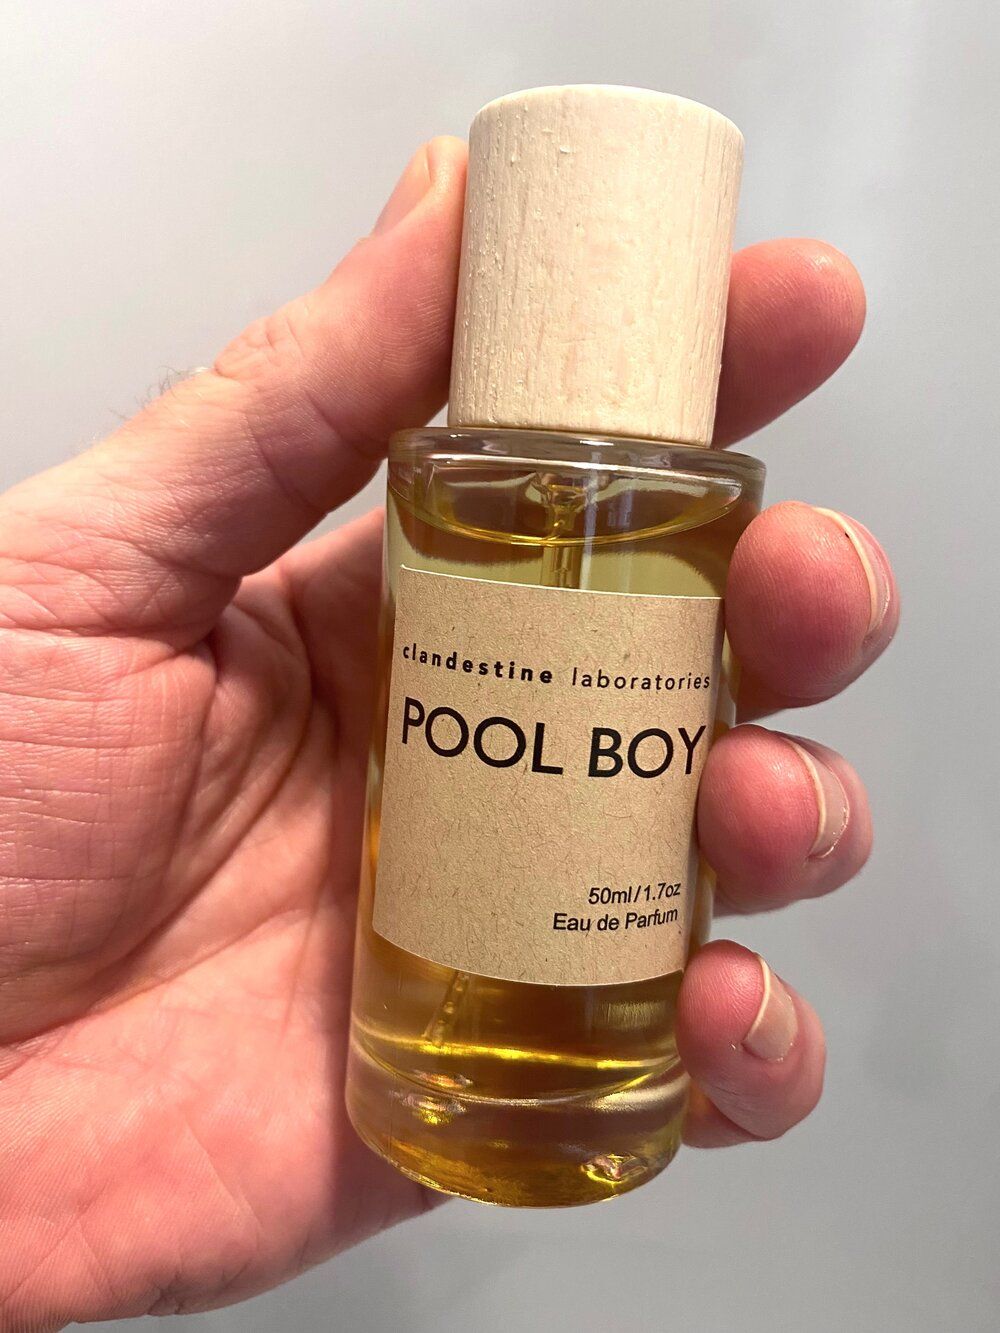 clandestine laboratories
POOL BOY
50ml/1.7oz
Eau de Parfum